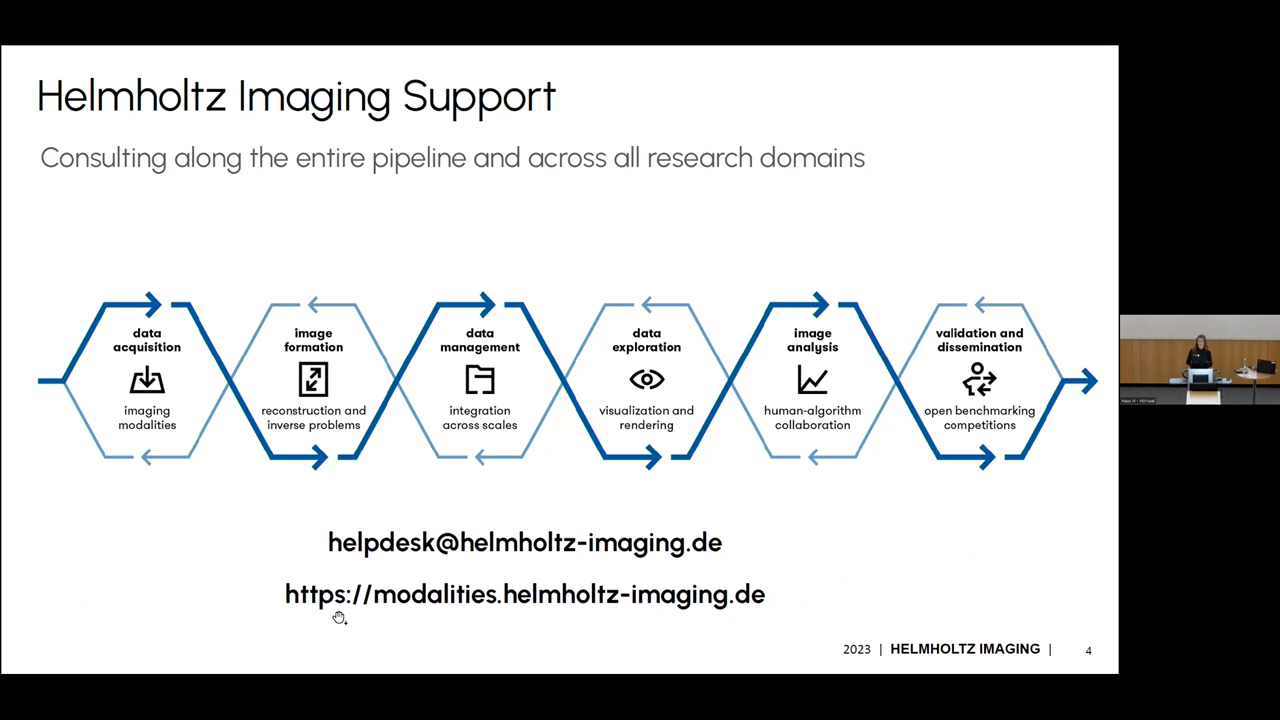 Helmholtz Imaging Support
Consulting along the entire pipeline and across all research domains
data
acquisition
imaging
modalities
image
formation
reconstruction and
inverse problems
data
management
integration
across scales
data
exploration
visualization and
rendering
image
analysis
human-algorithm
collaboration
validation and
dissemination
open benchmarking
competitions
helpdesk@helmholtz-imaging.de
https://modalities.helmholtz-imaging.de
2023 | HELMHOLTZ IMAGING | 4